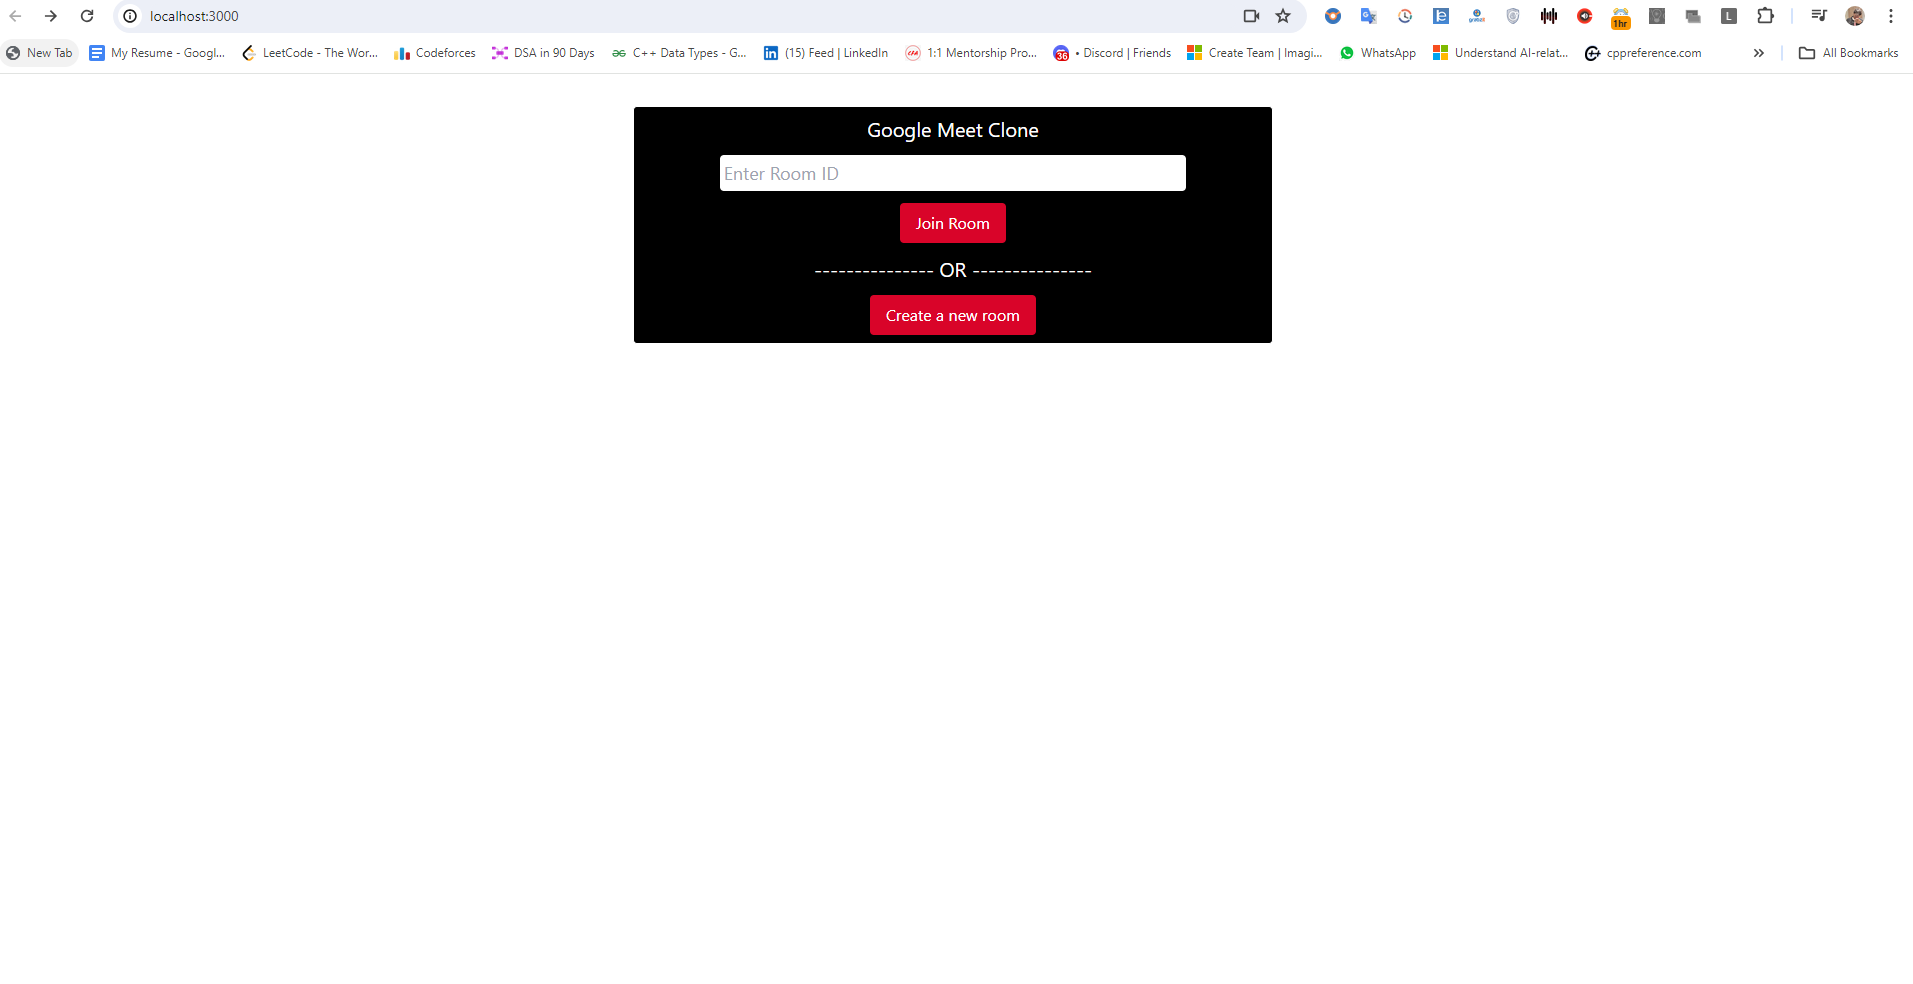 localhost:3000
1hr
L
New Tab
My Resume - Googl...
LeetCode - The Wor...
Codeforces
DSA in 90 Days
C++ Data Types - G...
(15) Feed | LinkedIn
1:1 Mentorship Pro...
36
• Discord | Friends
Create Team | Imagi...
WhatsApp
Understand AI-relat...
cppreference.com
All Bookmarks
Google Meet Clone
Enter Room ID
Join Room
--------------- OR ---------------
Create a new room